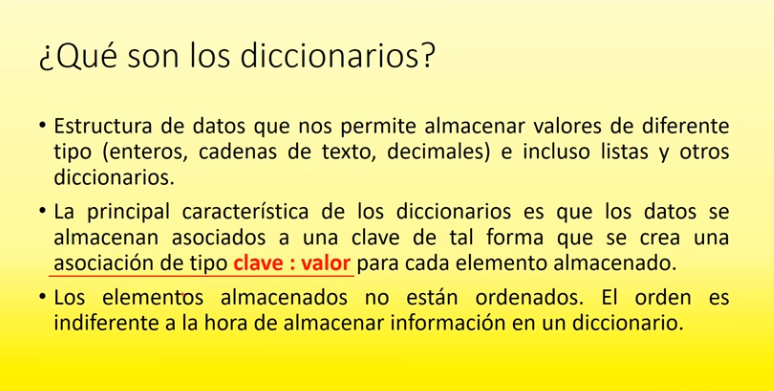 ¿Qué son los diccionarios?
• Estructura de datos que nos permite almacenar valores de diferente
tipo (enteros, cadenas de texto, decimales) e incluso listas y otros
diccionarios.
• La principal característica de los diccionarios es que los datos se
almacenan asociados a una clave de tal forma que se crea una
asociación de tipo clave : valor para cada elemento almacenado.
• Los elementos almacenados no están ordenados. El orden es
indiferente a la hora de almacenar información en un diccionario.